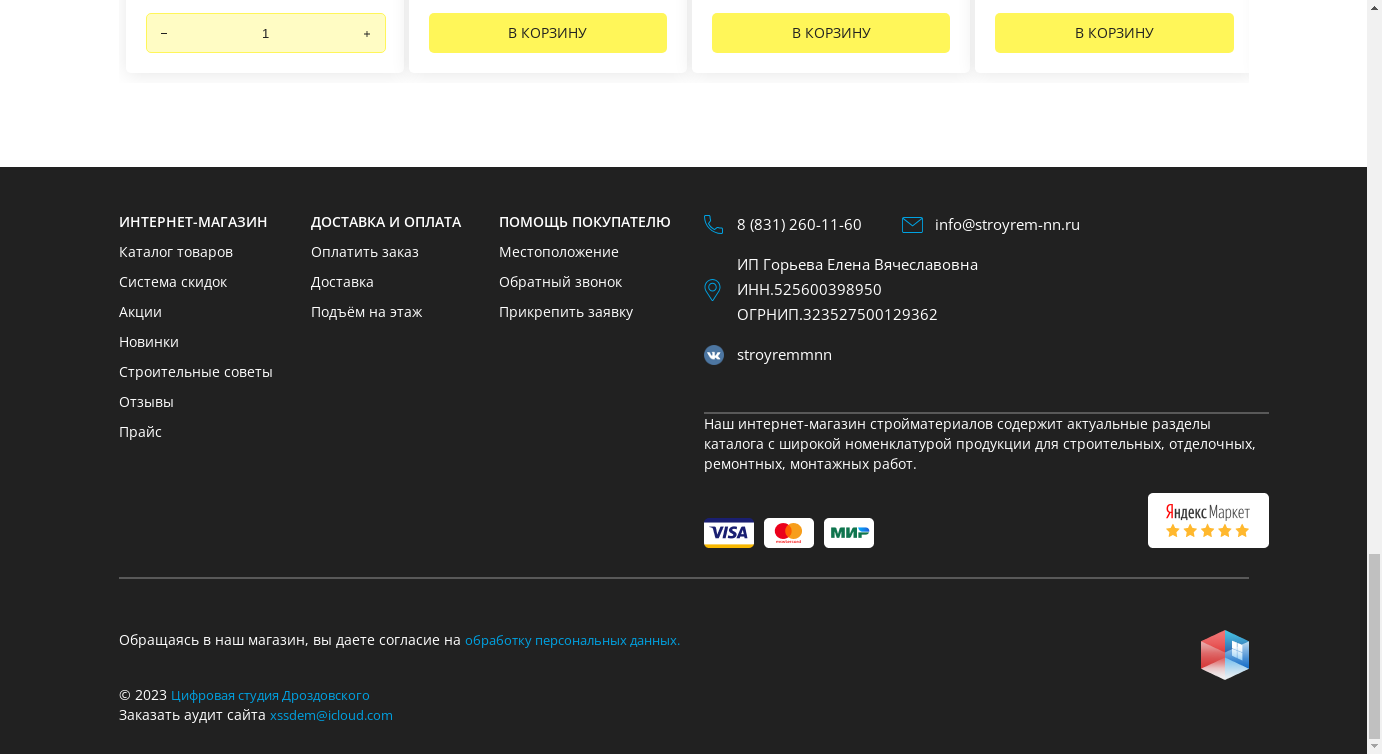 − 1 +
В КОРЗИНУ
В КОРЗИНУ
В КОРЗИНУ
ИНТЕРНЕТ-МАГАЗИН
Каталог товаров
Система скидок
Акции
Новинки
Строительные советы
Отзывы
Прайс
ДОСТАВКА И ОПЛАТА
Оплатить заказ
Доставка
Подъём на этаж
ПОМОЩЬ ПОКУПАТЕЛЮ
Местоположение
Обратный звонок
Прикрепить заявку
8 (831) 260-11-60
info@stroyrem-nn.ru
ИП Горьева Елена Вячеславовна
ИНН.525600398950
ОГРНИП.323527500129362
stroyremmnn
Наш интернет-магазин стройматериалов содержит актуальные разделы
каталога с широкой номенклатурой продукции для строительных, отделочных,
ремонтных, монтажных работ.
VISA
mastercard
МИР
Яндекс Маркет
Обращаясь в наш магазин, вы даете согласие на обработку персональных данных.
© 2023 Цифровая студия Дроздовского
Заказать аудит сайта xssdem@icloud.com